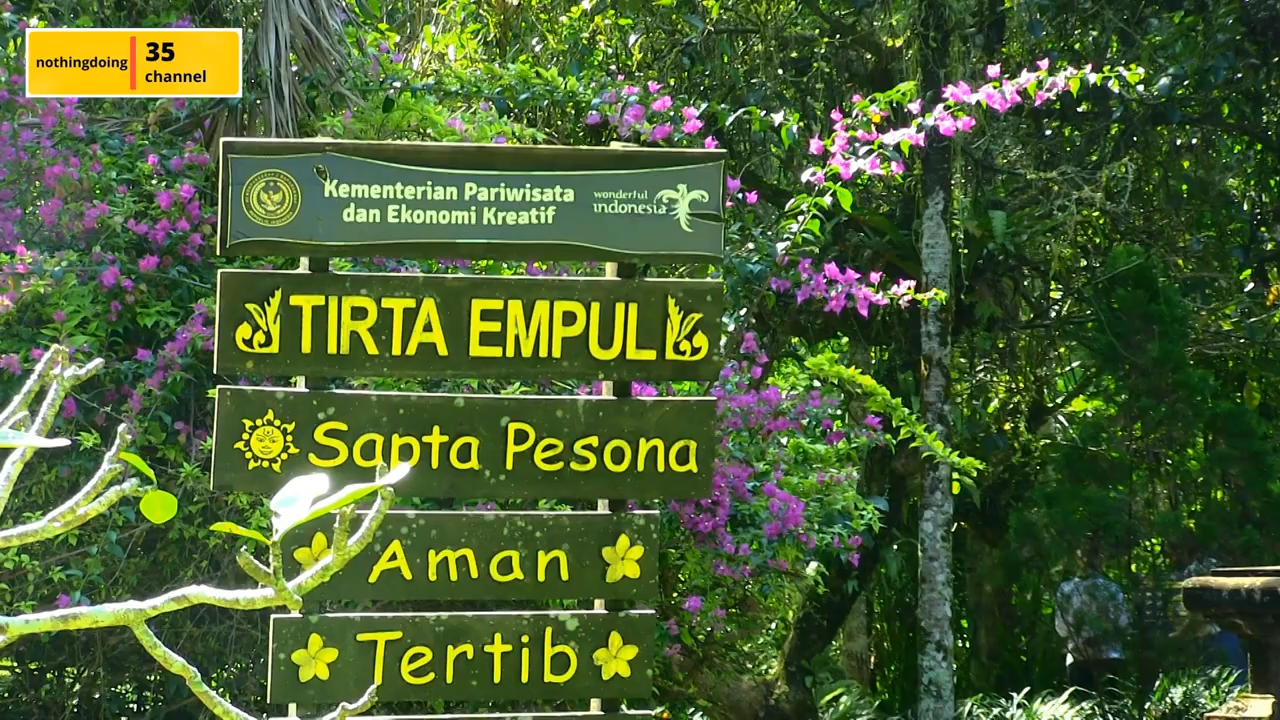 nothingdoing
35
channel
Kementerian Pariwisata
dan Ekonomi Kreatif
wonderful
indonesia
TIRTA EMPUL
Sapta Pesona
Aman
Tertib